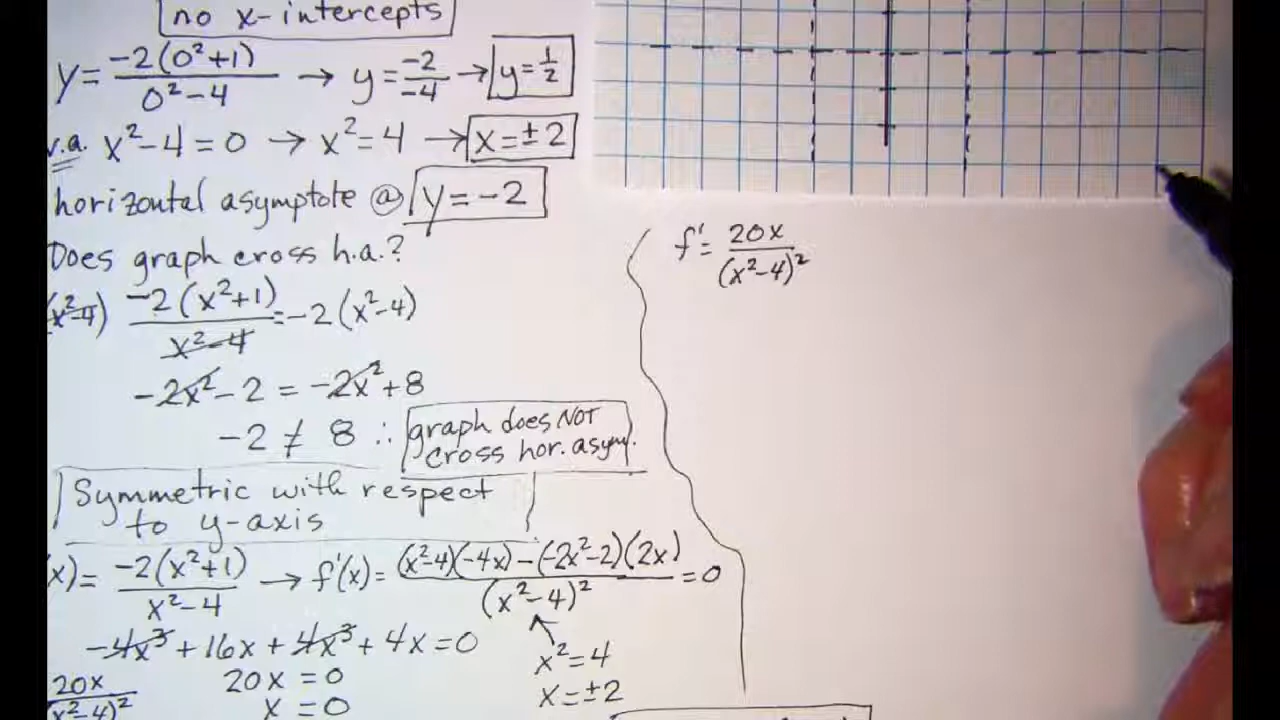 no x-intercepts
y = -2(0²+1) / 0²-4 → y = -2/-4 → y = 1/2
v.a. x²-4 = 0 → x² = 4 → x = ±2
horizontal asymptote @ y = -2
Does graph cross h.a.?
(x²-4) -2(x²+1) / x²-4 = -2(x²-4)
-2x² - 2 = -2x² + 8
-2 ≠ 8 ∴ graph does NOT
cross hor. asym.
Symmetric with respect
to y-axis
x) = -2(x²+1) / x²-4 → f'(x) = (x²-4)(-4x) - (-2x²-2)(2x) / (x²-4)² = 0
-4x³ + 16x + 4x³ + 4x = 0
20x / (x²-4)²
20x = 0
x = 0
x² = 4
x = ±2
f' = 20x / (x²-4)²